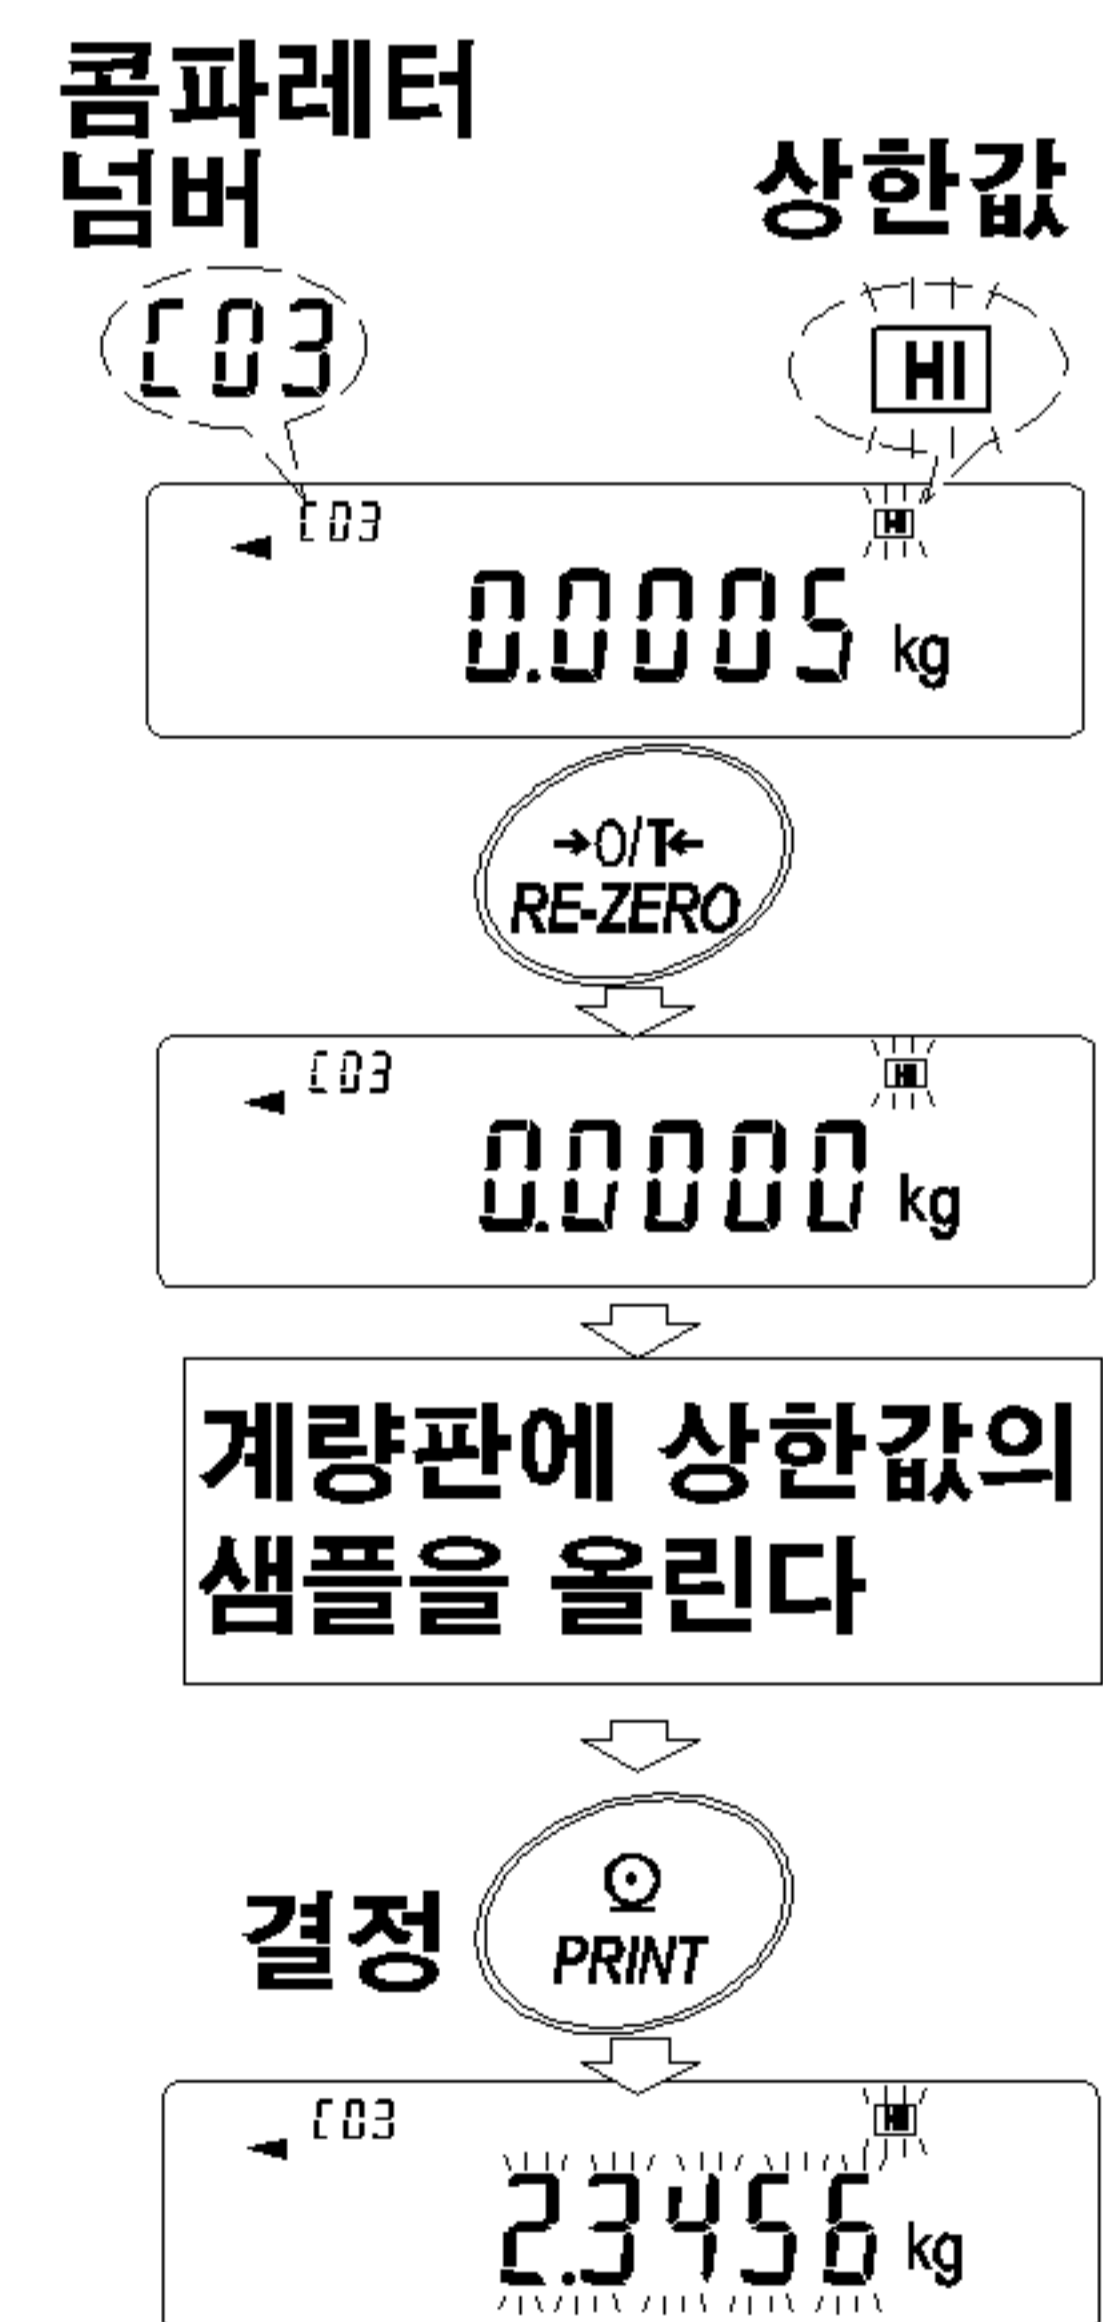 콤파레터
넘버
상한값
C03
HI
C03
HI
0.0005 kg
→0/T←
RE-ZERO
C03
HI
0.0000 kg
계량판에 상한값의
샘플을 올린다
결정
PRINT
C03
HI
2.3456 kg